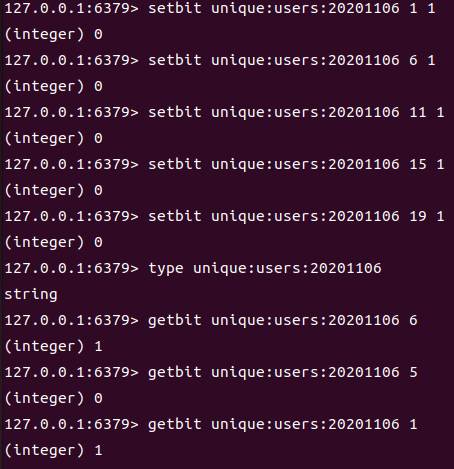 127.0.0.1:6379> setbit unique:users:20201106 1 1
(integer) 0
127.0.0.1:6379> setbit unique:users:20201106 6 1
(integer) 0
127.0.0.1:6379> setbit unique:users:20201106 11 1
(integer) 0
127.0.0.1:6379> setbit unique:users:20201106 15 1
(integer) 0
127.0.0.1:6379> setbit unique:users:20201106 19 1
(integer) 0
127.0.0.1:6379> type unique:users:20201106
string
127.0.0.1:6379> getbit unique:users:20201106 6
(integer) 1
127.0.0.1:6379> getbit unique:users:20201106 5
(integer) 0
127.0.0.1:6379> getbit unique:users:20201106 1
(integer) 1